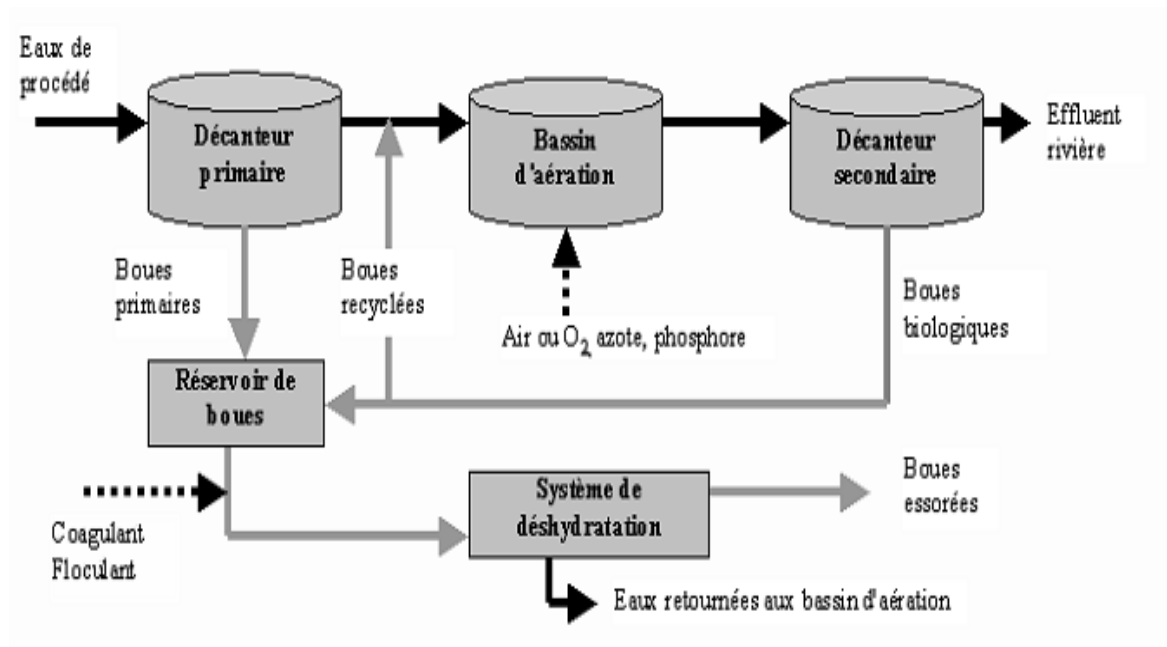 Eaux de
procédé
Décanteur
primaire
Bassin
d'aération
Décanteur
secondaire
Effluent
rivière
Boues
primaires
Boues
recyclées
Air ou O2, azote, phosphore
Boues
biologiques
Réservoir de
boues
Coagulant
Floculant
Système de
déshydratation
Boues
essorées
Eaux retournées aux bassin d'aération